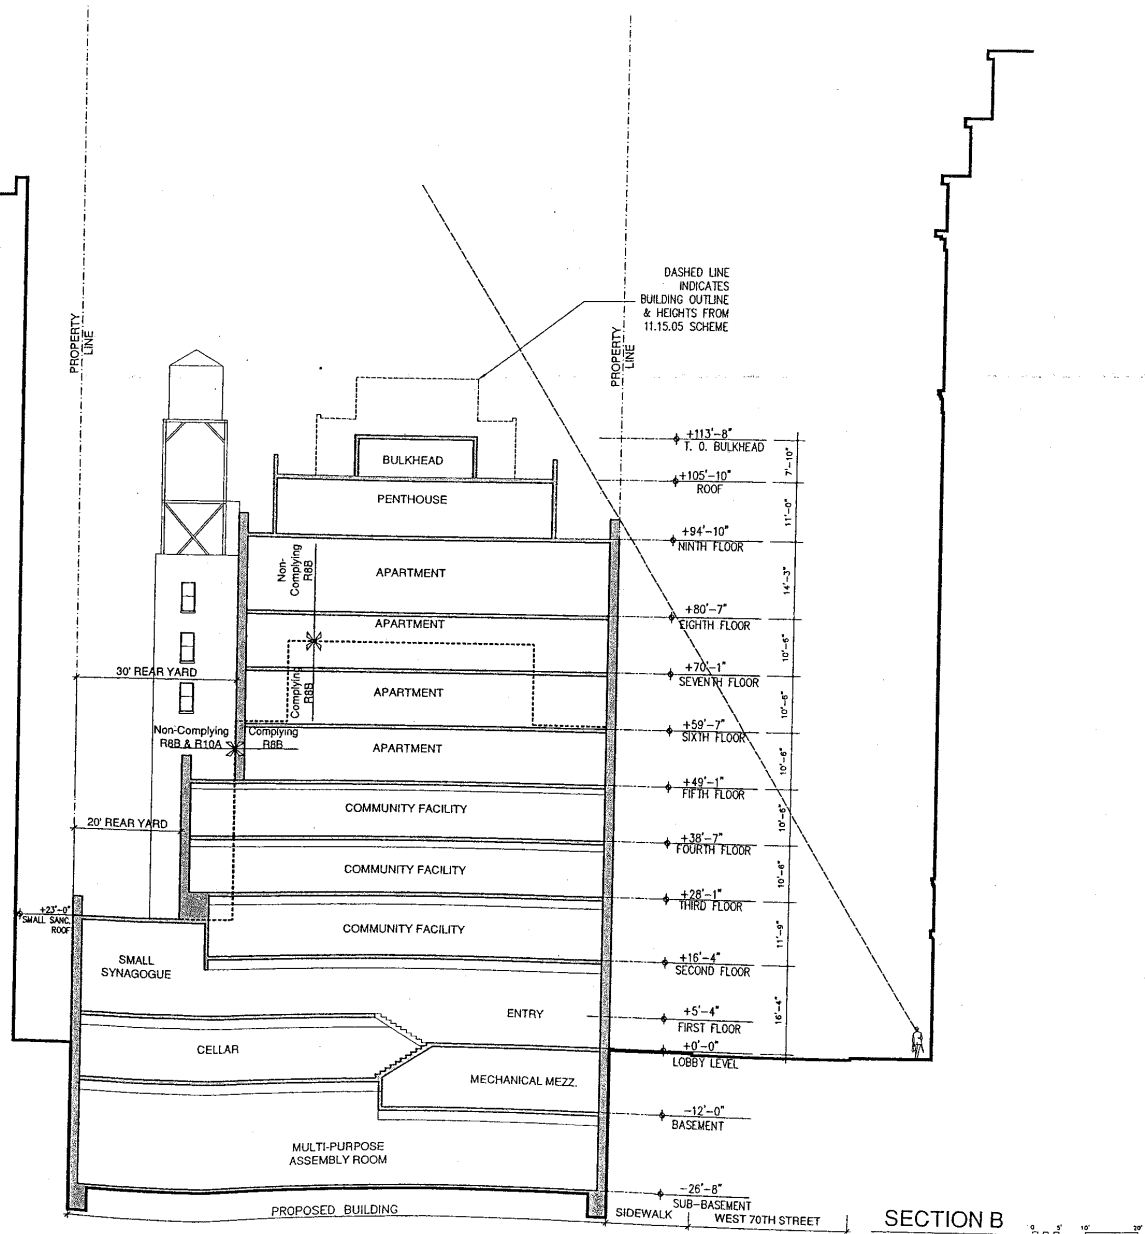 DASHED LINE
INDICATES
BUILDING OUTLINE
& HEIGHTS FROM
11.15.05 SCHEME
PROPERTY
LINE
PROPERTY
LINE
+113'-8"
T. O. BULKHEAD
7'-10"
BULKHEAD
+105'-10"
ROOF
PENTHOUSE
11'-0"
+94'-10"
NINTH FLOOR
Non-
Complying
R8B
APARTMENT
14'-3"
+80'-7"
EIGHTH FLOOR
APARTMENT
10'-6"
30' REAR YARD
+70'-1"
SEVENTH FLOOR
Complying
R8B
APARTMENT
10'-6"
+59'-7"
SIXTH FLOOR
Non-Complying
R8B & R10A
Complying
R8B
APARTMENT
10'-6"
+49'-1"
FIFTH FLOOR
COMMUNITY FACILITY
10'-6"
20' REAR YARD
+38'-7"
FOURTH FLOOR
COMMUNITY FACILITY
10'-6"
+28'-1"
THIRD FLOOR
+23'-0"
SMALL SANC.
ROOF
COMMUNITY FACILITY
11'-9"
SMALL
SYNAGOGUE
+16'-4"
SECOND FLOOR
ENTRY
16'-4"
+5'-4"
FIRST FLOOR
CELLAR
+0'-0"
LOBBY LEVEL
MECHANICAL MEZZ.
-12'-0"
BASEMENT
MULTI-PURPOSE
ASSEMBLY ROOM
-26'-8"
SUB-BASEMENT
PROPOSED BUILDING
SIDEWALK
WEST 70TH STREET
SECTION B
0 5' 10' 20'